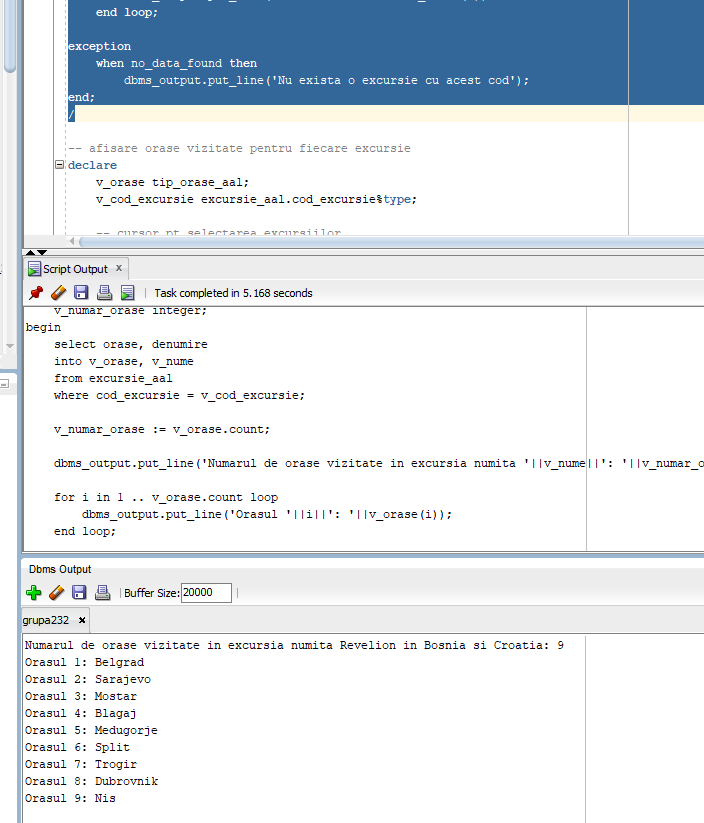 end loop;
exception
    when no_data_found then
        dbms_output.put_line('Nu exista o excursie cu acest cod');
end;
/
-- afisare orase vizitate pentru fiecare excursie
declare
    v_orase tip_orase_aal;
    v_cod_excursie excursie_aal.cod_excursie%type;
    -- cursor pt selectarea excursiilor
Script Output x
Task completed in 5.168 seconds
    v_numar_orase integer;
begin
    select orase, denumire
    into v_orase, v_nume
    from excursie_aal
    where cod_excursie = v_cod_excursie;
    v_numar_orase := v_orase.count;
    dbms_output.put_line('Numarul de orase vizitate in excursia numita '||v_nume||': '||v_numar_o
    for i in 1 .. v_orase.count loop
        dbms_output.put_line('Orasul '||i||': '||v_orase(i));
    end loop;
Dbms Output
Buffer Size: 20000
grupa232 x
Numarul de orase vizitate in excursia numita Revelion in Bosnia si Croatia: 9
Orasul 1: Belgrad
Orasul 2: Sarajevo
Orasul 3: Mostar
Orasul 4: Blagaj
Orasul 5: Medugorje
Orasul 6: Split
Orasul 7: Trogir
Orasul 8: Dubrovnik
Orasul 9: Nis